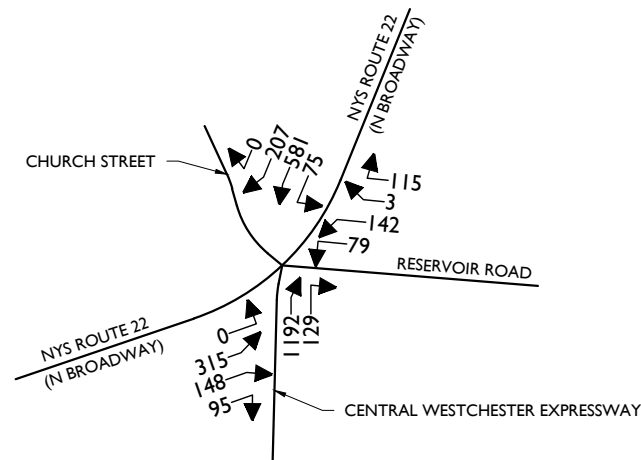 NYS ROUTE 22
(N BROADWAY)
CHURCH STREET
0
207
581
75
115
3
142
79
RESERVOIR ROAD
NYS ROUTE 22
(N BROADWAY)
0
315
148
95
1192
129
CENTRAL WESTCHESTER EXPRESSWAY